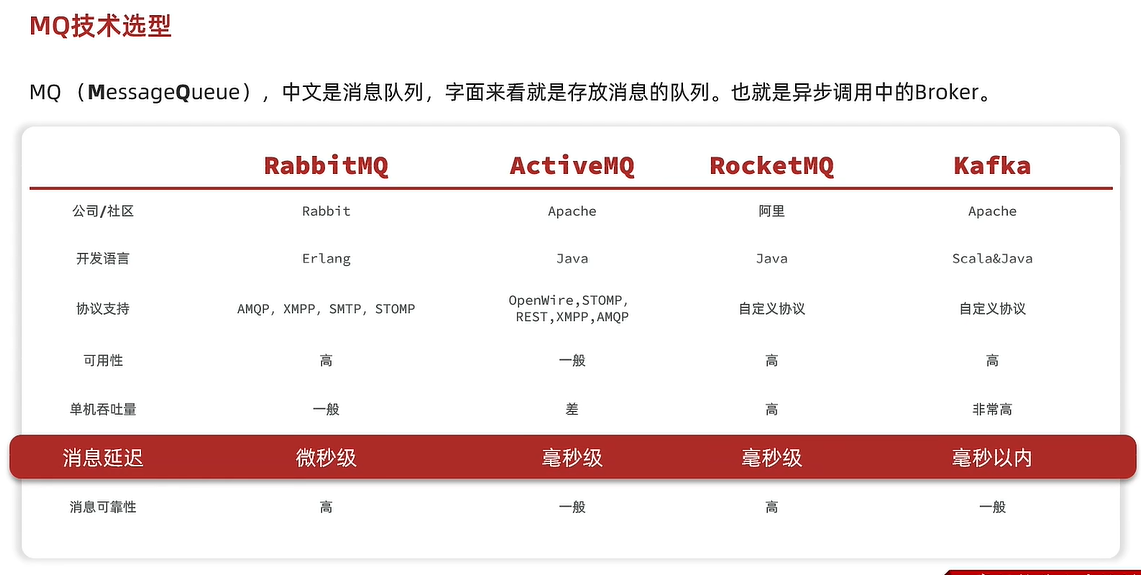 MQ技术选型
MQ （MessageQueue），中文是消息队列，字面来看就是存放消息的队列。也就是异步调用中的Broker。
RabbitMQ ActiveMQ RocketMQ Kafka
公司/社区 Rabbit Apache 阿里 Apache
开发语言 Erlang Java Java Scala&Java
协议支持 AMQP，XMPP，SMTP，STOMP OpenWire,STOMP, 自定义协议 自定义协议
REST,XMPP,AMQP
可用性 高 一般 高 高
单机吞吐量 一般 差 高 非常高
消息延迟 微秒级 毫秒级 毫秒级 毫秒以内
消息可靠性 高 一般 高 一般